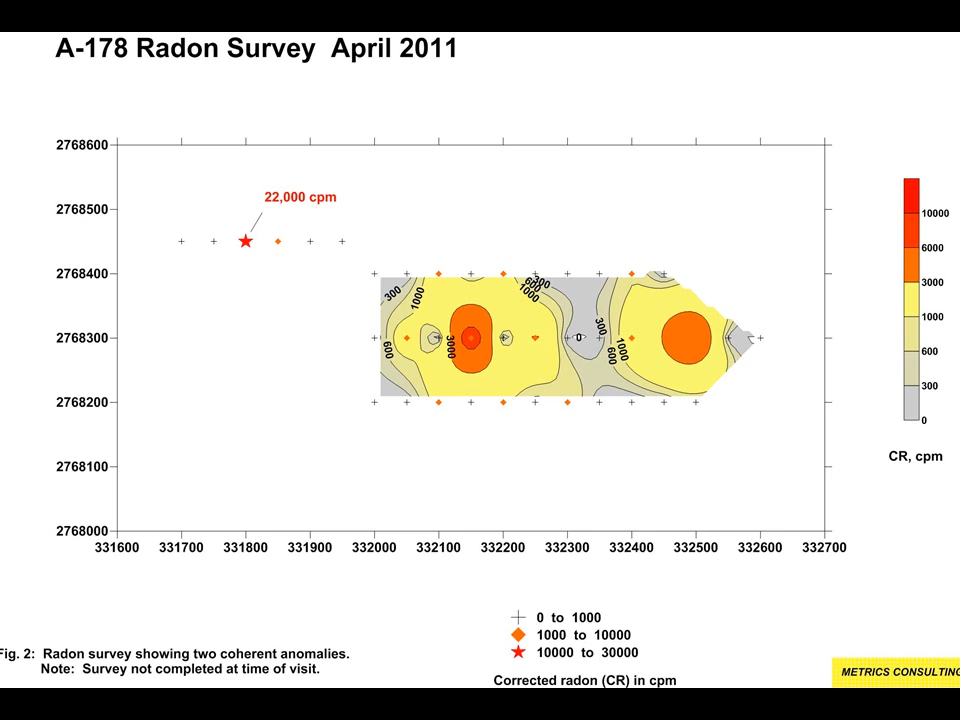 A-178 Radon Survey April 2011
2768600
2768500
2768400
2768300
2768200
2768100
2768000
331600 331700 331800 331900 332000 332100 332200 332300 332400 332500 332600 332700
22,000 cpm
300
1000
600
3000
600
300
1000
0
300
600
1000
10000
6000
3000
1000
600
300
0
CR, cpm
0 to 1000
1000 to 10000
10000 to 30000
Corrected radon (CR) in cpm
Fig. 2: Radon survey showing two coherent anomalies.
Note: Survey not completed at time of visit.
METRICS CONSULTING